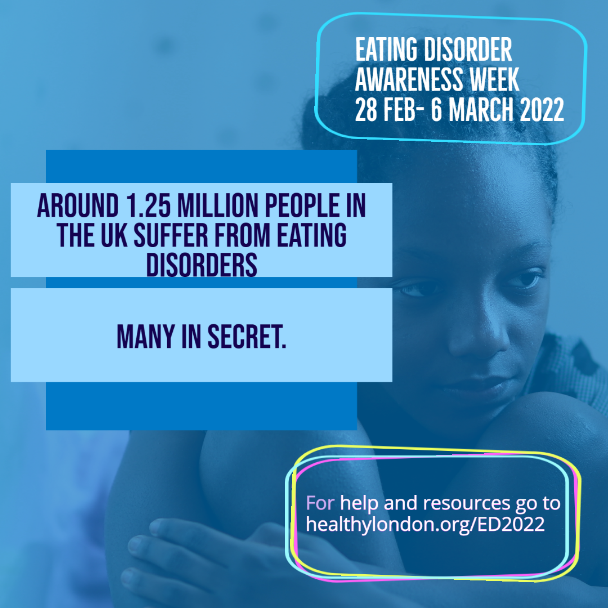 EATING DISORDER
AWARENESS WEEK
28 FEB- 6 MARCH 2022
AROUND 1.25 MILLION PEOPLE IN
THE UK SUFFER FROM EATING
DISORDERS
MANY IN SECRET.
For help and resources go to
healthylondon.org/ED2022